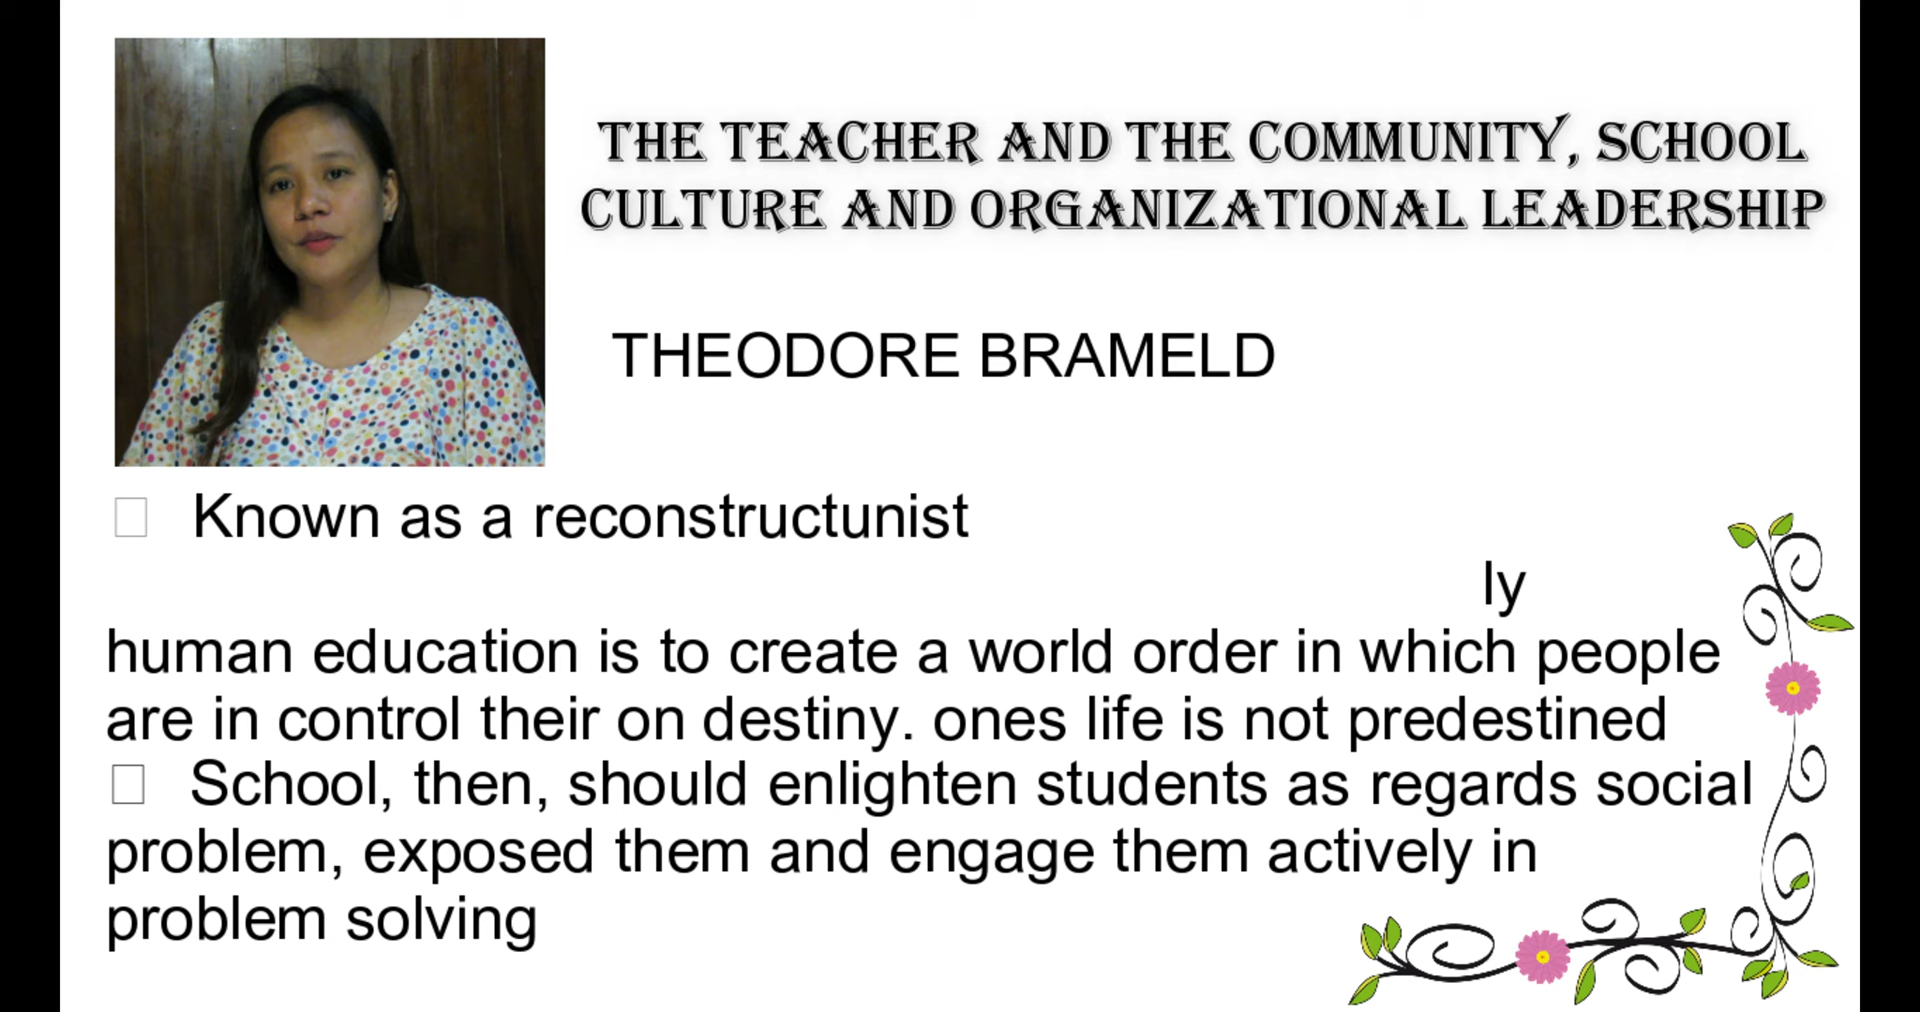 THE TEACHER AND THE COMMUNITY, SCHOOL
CULTURE AND ORGANIZATIONAL LEADERSHIP
THEODORE BRAMELD
Known as a reconstructunist
ly
human education is to create a world order in which people
are in control their on destiny. ones life is not predestined
School, then, should enlighten students as regards social
problem, exposed them and engage them actively in
problem solving